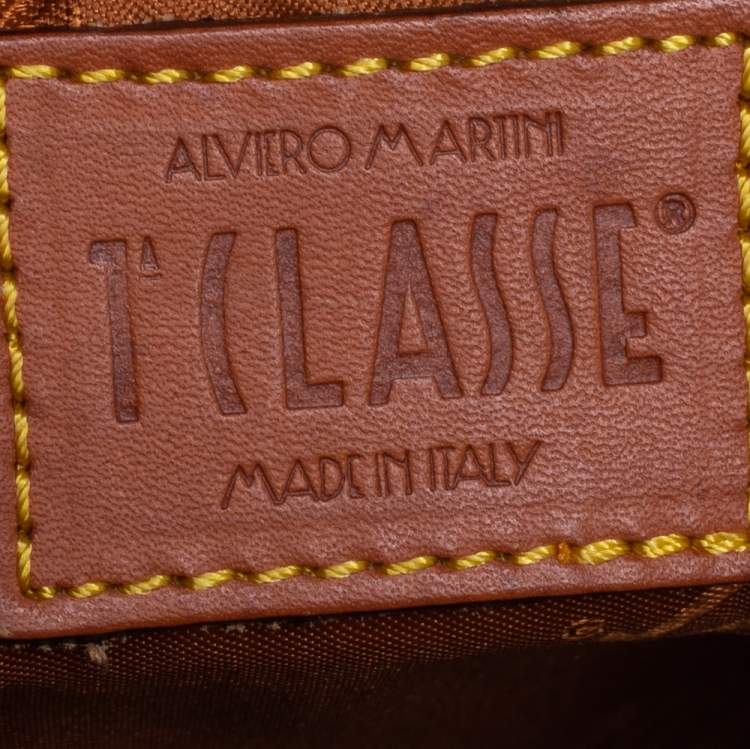 ALVIERO MARTINI
1ᴬ CLASSE®
MADE IN ITALY